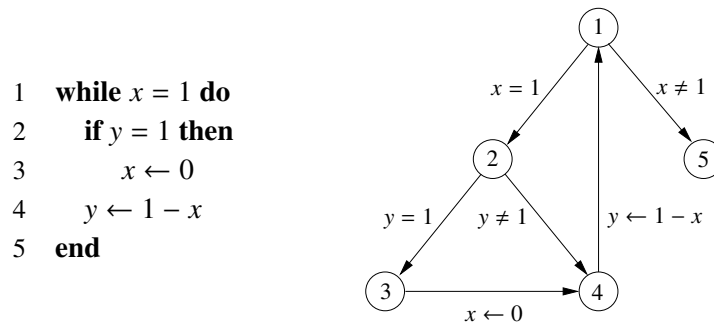 1 while x = 1 do
2 if y = 1 then
3 x ← 0
4 y ← 1 − x
5 end
1
x = 1
x ≠ 1
2
5
y = 1
y ≠ 1
y ← 1 − x
3
4
x ← 0